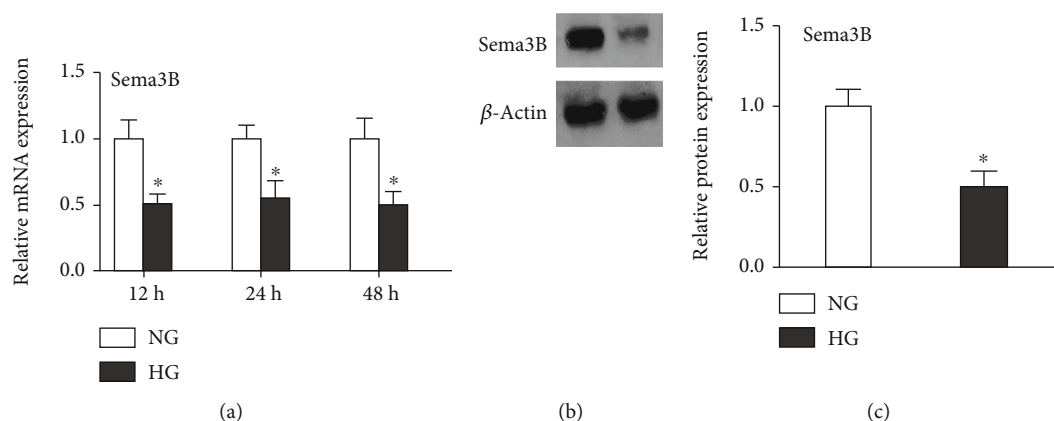 Sema3B
Relative mRNA expression
1.5
1.0
0.5
0.0
*
*
*
12 h
24 h
48 h
NG
HG
(a)
Sema3B
β-Actin
(b)
Sema3B
Relative protein expression
1.5
1.0
0.5
0.0
*
NG
HG
(c)